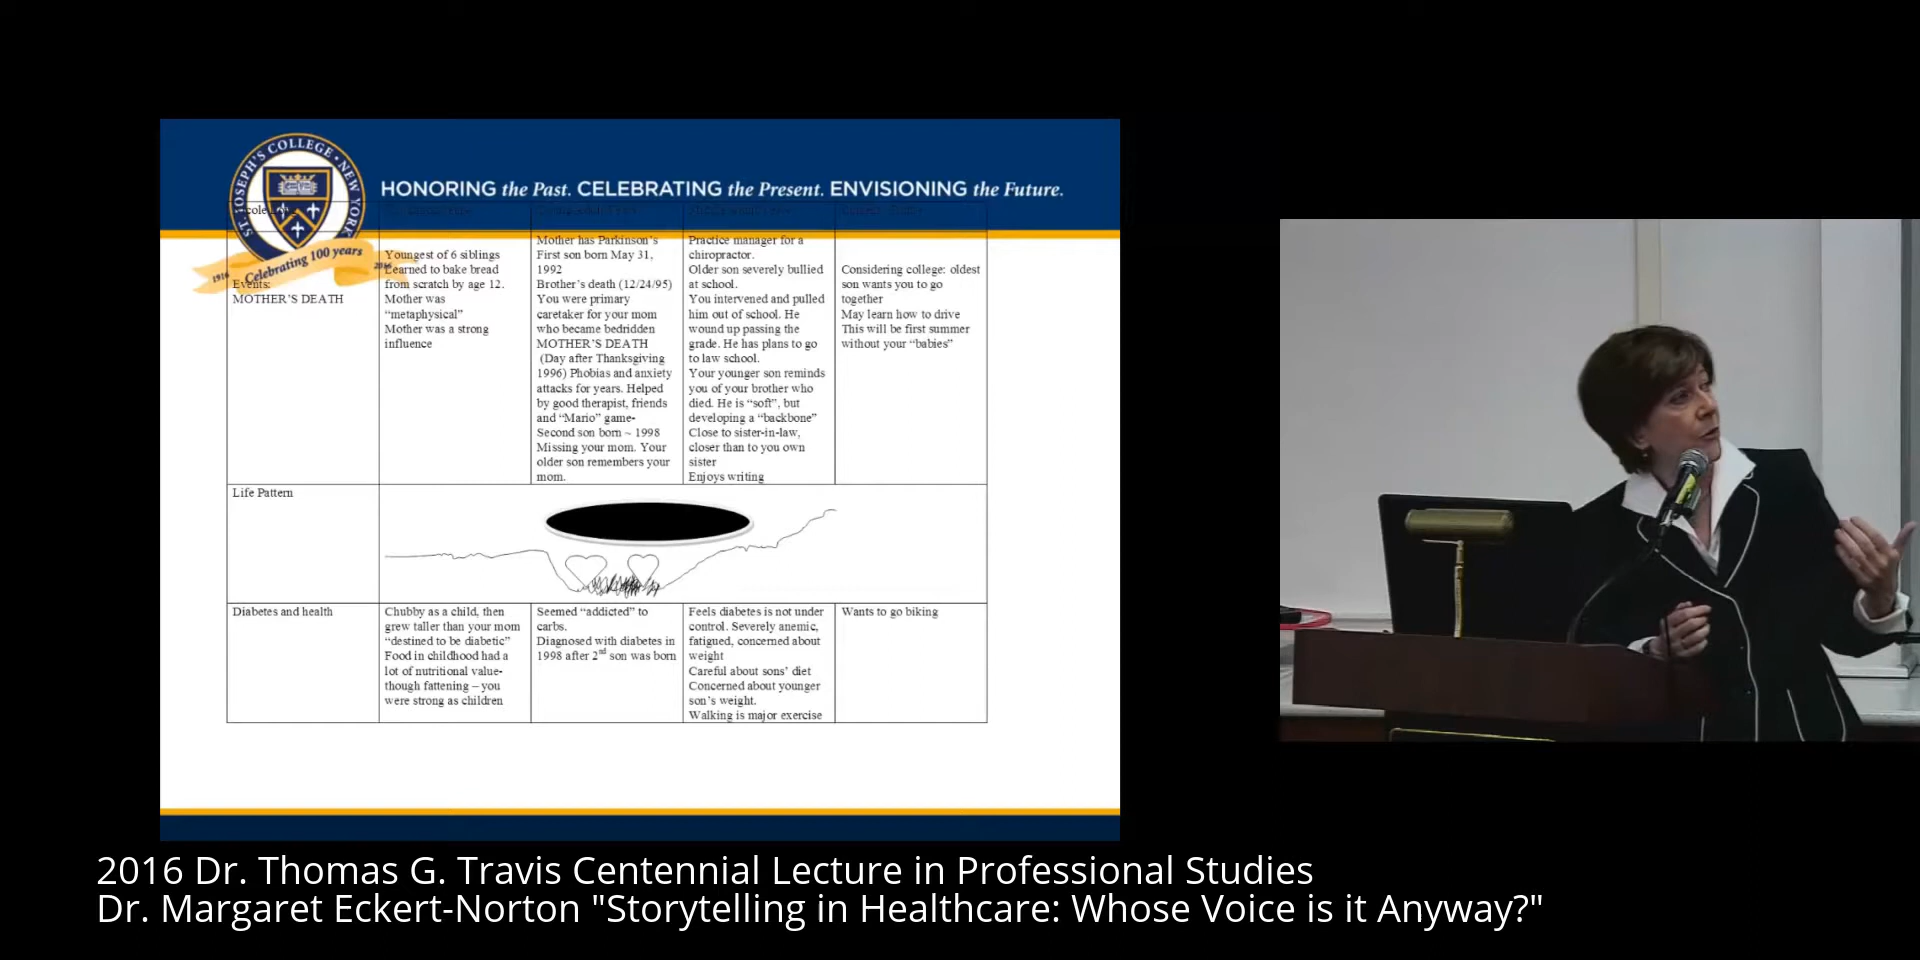 ST. JOSEPH'S COLLEGE • NEW YORK
HONORING the Past. CELEBRATING the Present. ENVISIONING the Future.
1916 Celebrating 100 years 2016
Events:
MOTHER'S DEATH
Youngest of 6 siblings
Learned to bake bread
from scratch by age 12.
Mother was
“metaphysical”
Mother was a strong
influence
Mother has Parkinson’s
First son born May 31,
1992
Brother’s death (12/24/95)
You were primary
caretaker for your mom
who became bedridden
MOTHER’S DEATH
(Day after Thanksgiving
1996) Phobias and anxiety
attacks for years. Helped
by good therapist, friends
and “Mario” game-
Second son born ~ 1998
Missing your mom. Your
older son remembers your
mom.
Practice manager for a
chiropractor.
Older son severely bullied
at school.
You intervened and pulled
him out of school. He
wound up passing the
grade. He has plans to go
to law school.
Your younger son reminds
you of your brother who
died. He is “soft”, but
developing a “backbone”
Close to sister-in-law,
closer than to you own
sister
Enjoys writing
Considering college: oldest
son wants you to go
together
May learn how to drive
This will be first summer
without your “babies”
Life Pattern
Diabetes and health
Chubby as a child, then
grew taller than your mom
“destined to be diabetic”
Food in childhood had a
lot of nutritional value-
though fattening – you
were strong as children
Seemed “addicted” to
carbs.
Diagnosed with diabetes in
1998 after 2nd son was born
Feels diabetes is not under
control. Severely anemic,
fatigued, concerned about
weight
Careful about sons’ diet
Concerned about younger
son’s weight.
Walking is major exercise
Wants to go biking
2016 Dr. Thomas G. Travis Centennial Lecture in Professional Studies
Dr. Margaret Eckert-Norton "Storytelling in Healthcare: Whose Voice is it Anyway?"